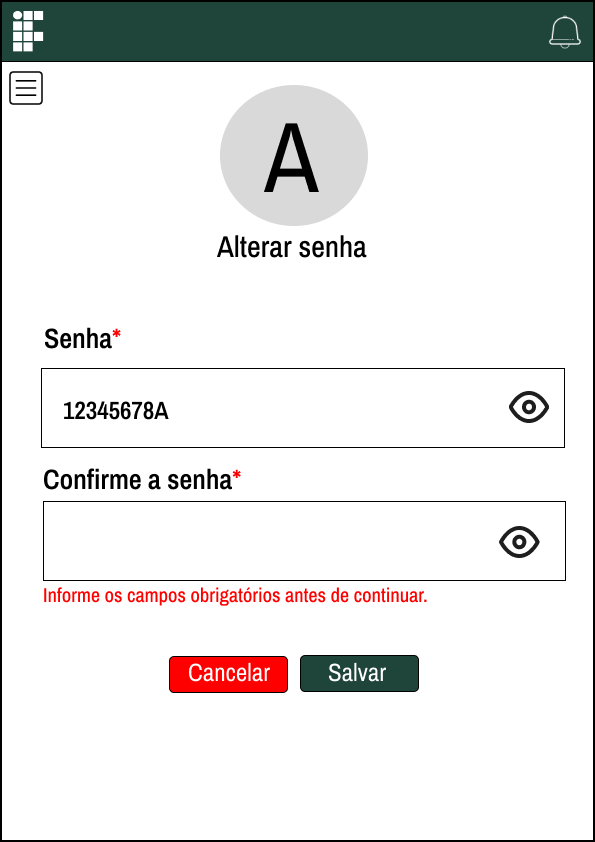 A
Alterar senha
Senha*
12345678A
Confirme a senha*
Informe os campos obrigatórios antes de continuar.
Cancelar
Salvar